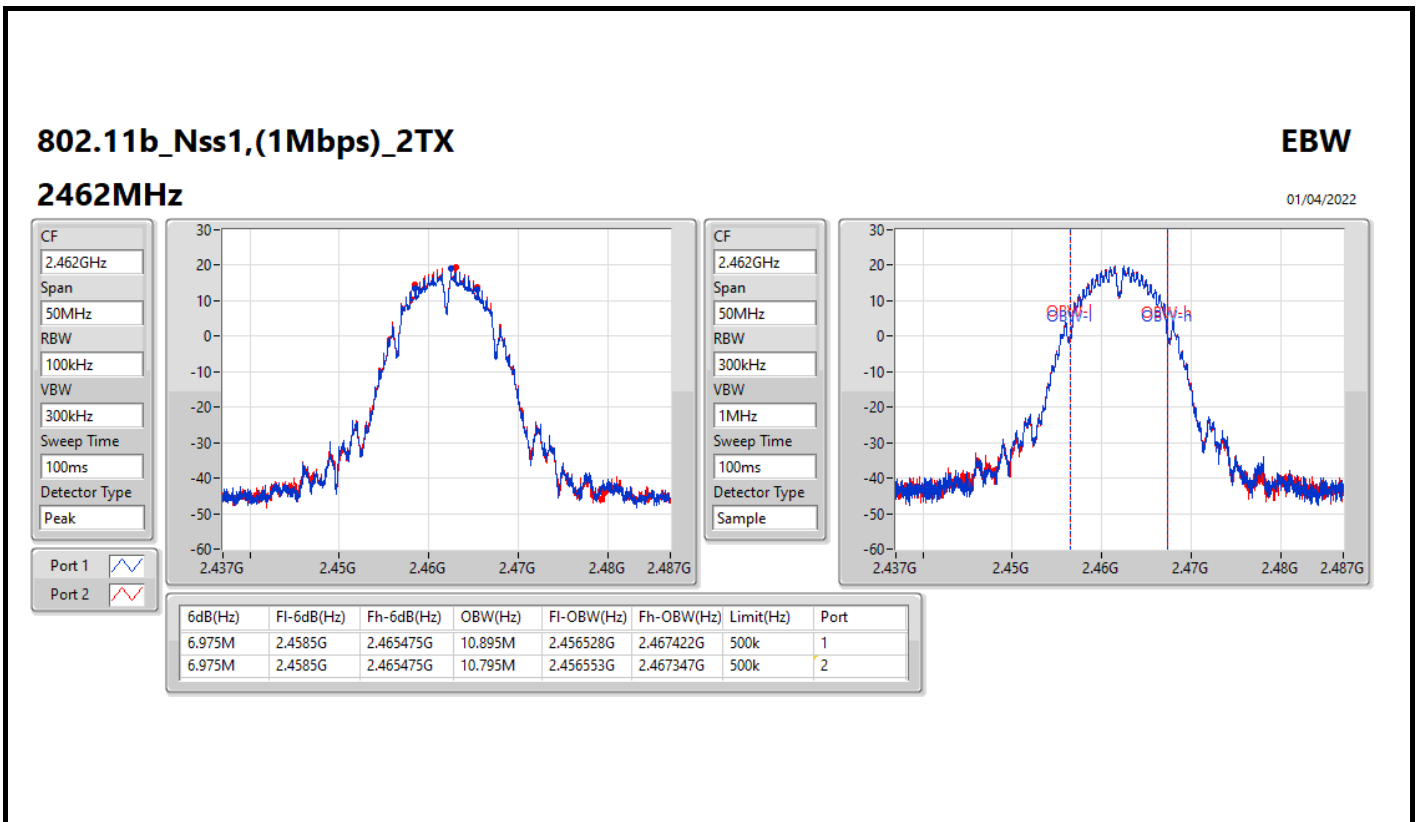 802.11b_Nss1,(1Mbps)_2TX
EBW
2462MHz
01/04/2022
CF
2.462GHz
Span
50MHz
RBW
100kHz
VBW
300kHz
Sweep Time
100ms
Detector Type
Peak
Port 1
Port 2
30
20
10
0
-10
-20
-30
-40
-50
-60
2.437G 2.45G 2.46G 2.47G 2.48G 2.487G
CF
2.462GHz
Span
50MHz
RBW
300kHz
VBW
1MHz
Sweep Time
100ms
Detector Type
Sample
30
20
10
0
-10
-20
-30
-40
-50
-60
OBW-l OBW-h
OBW-l OBW-h
2.437G 2.45G 2.46G 2.47G 2.48G 2.487G
6dB(Hz) Fl-6dB(Hz) Fh-6dB(Hz) OBW(Hz) Fl-OBW(Hz) Fh-OBW(Hz) Limit(Hz) Port
6.975M 2.4585G 2.465475G 10.895M 2.456528G 2.467422G 500k 1
6.975M 2.4585G 2.465475G 10.795M 2.456553G 2.467347G 500k 2